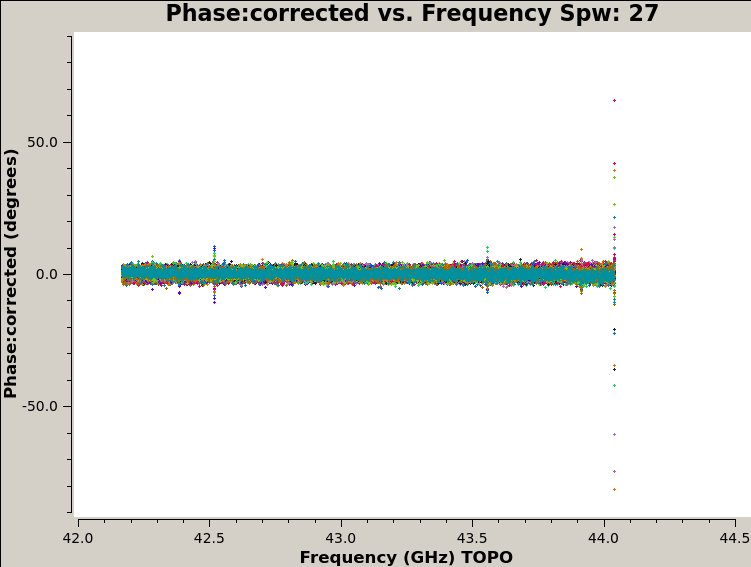 Phase:corrected vs. Frequency Spw: 27
Phase:corrected (degrees)
50.0
0.0
-50.0
42.0 42.5 43.0 43.5 44.0 44.5
Frequency (GHz) TOPO